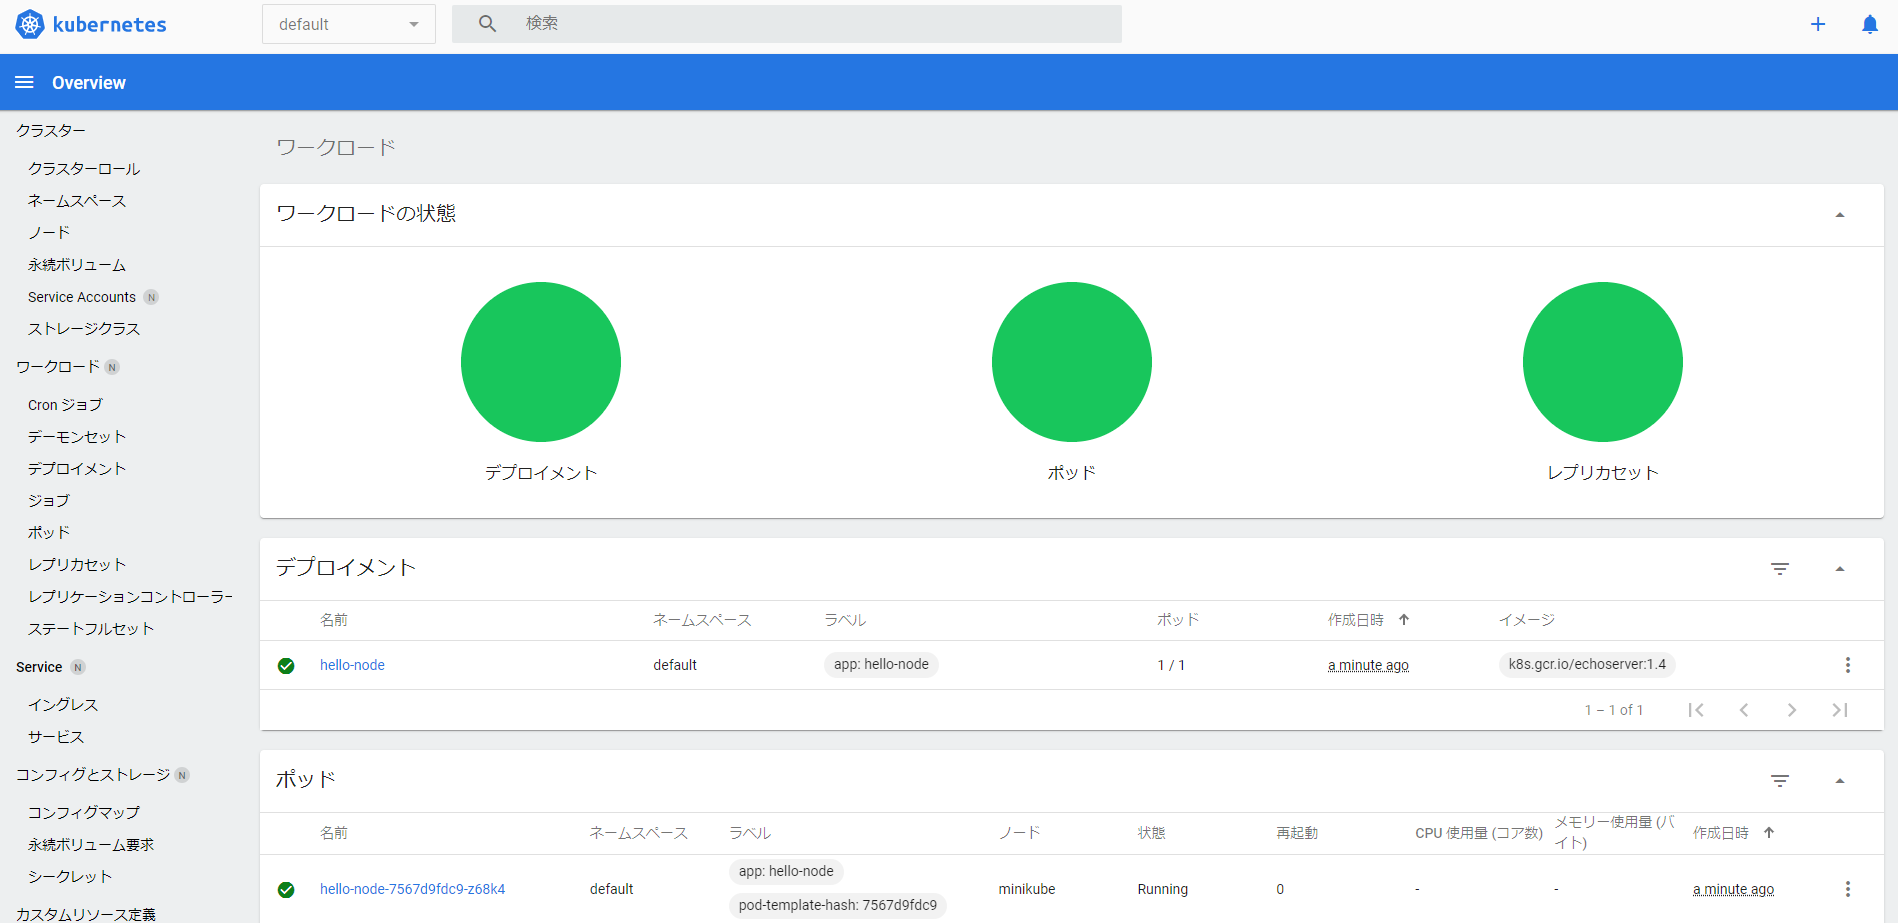 kubernetes
default
検索
Overview
クラスター
クラスターロール
ネームスペース
ノード
永続ボリューム
Service Accounts N
ストレージクラス
ワークロード N
Cron ジョブ
デーモンセット
デプロイメント
ジョブ
ポッド
レプリカセット
レプリケーションコントローラー
ステートフルセット
Service N
イングレス
サービス
コンフィグとストレージ N
コンフィグマップ
永続ボリューム要求
シークレット
カスタムリソース定義
ワークロード
ワークロードの状態
デプロイメント
ポッド
レプリカセット
デプロイメント
名前 ネームスペース ラベル ポッド 作成日時 イメージ
hello-node default app: hello-node 1 / 1 a minute ago k8s.gcr.io/echoserver:1.4
1 – 1 of 1
ポッド
名前 ネームスペース ラベル ノード 状態 再起動 CPU 使用量 (コア数) メモリー使用量 (バ
イト) 作成日時
app: hello-node
hello-node-7567d9fdc9-z68k4 default minikube Running 0 - - a minute ago
pod-template-hash: 7567d9fdc9